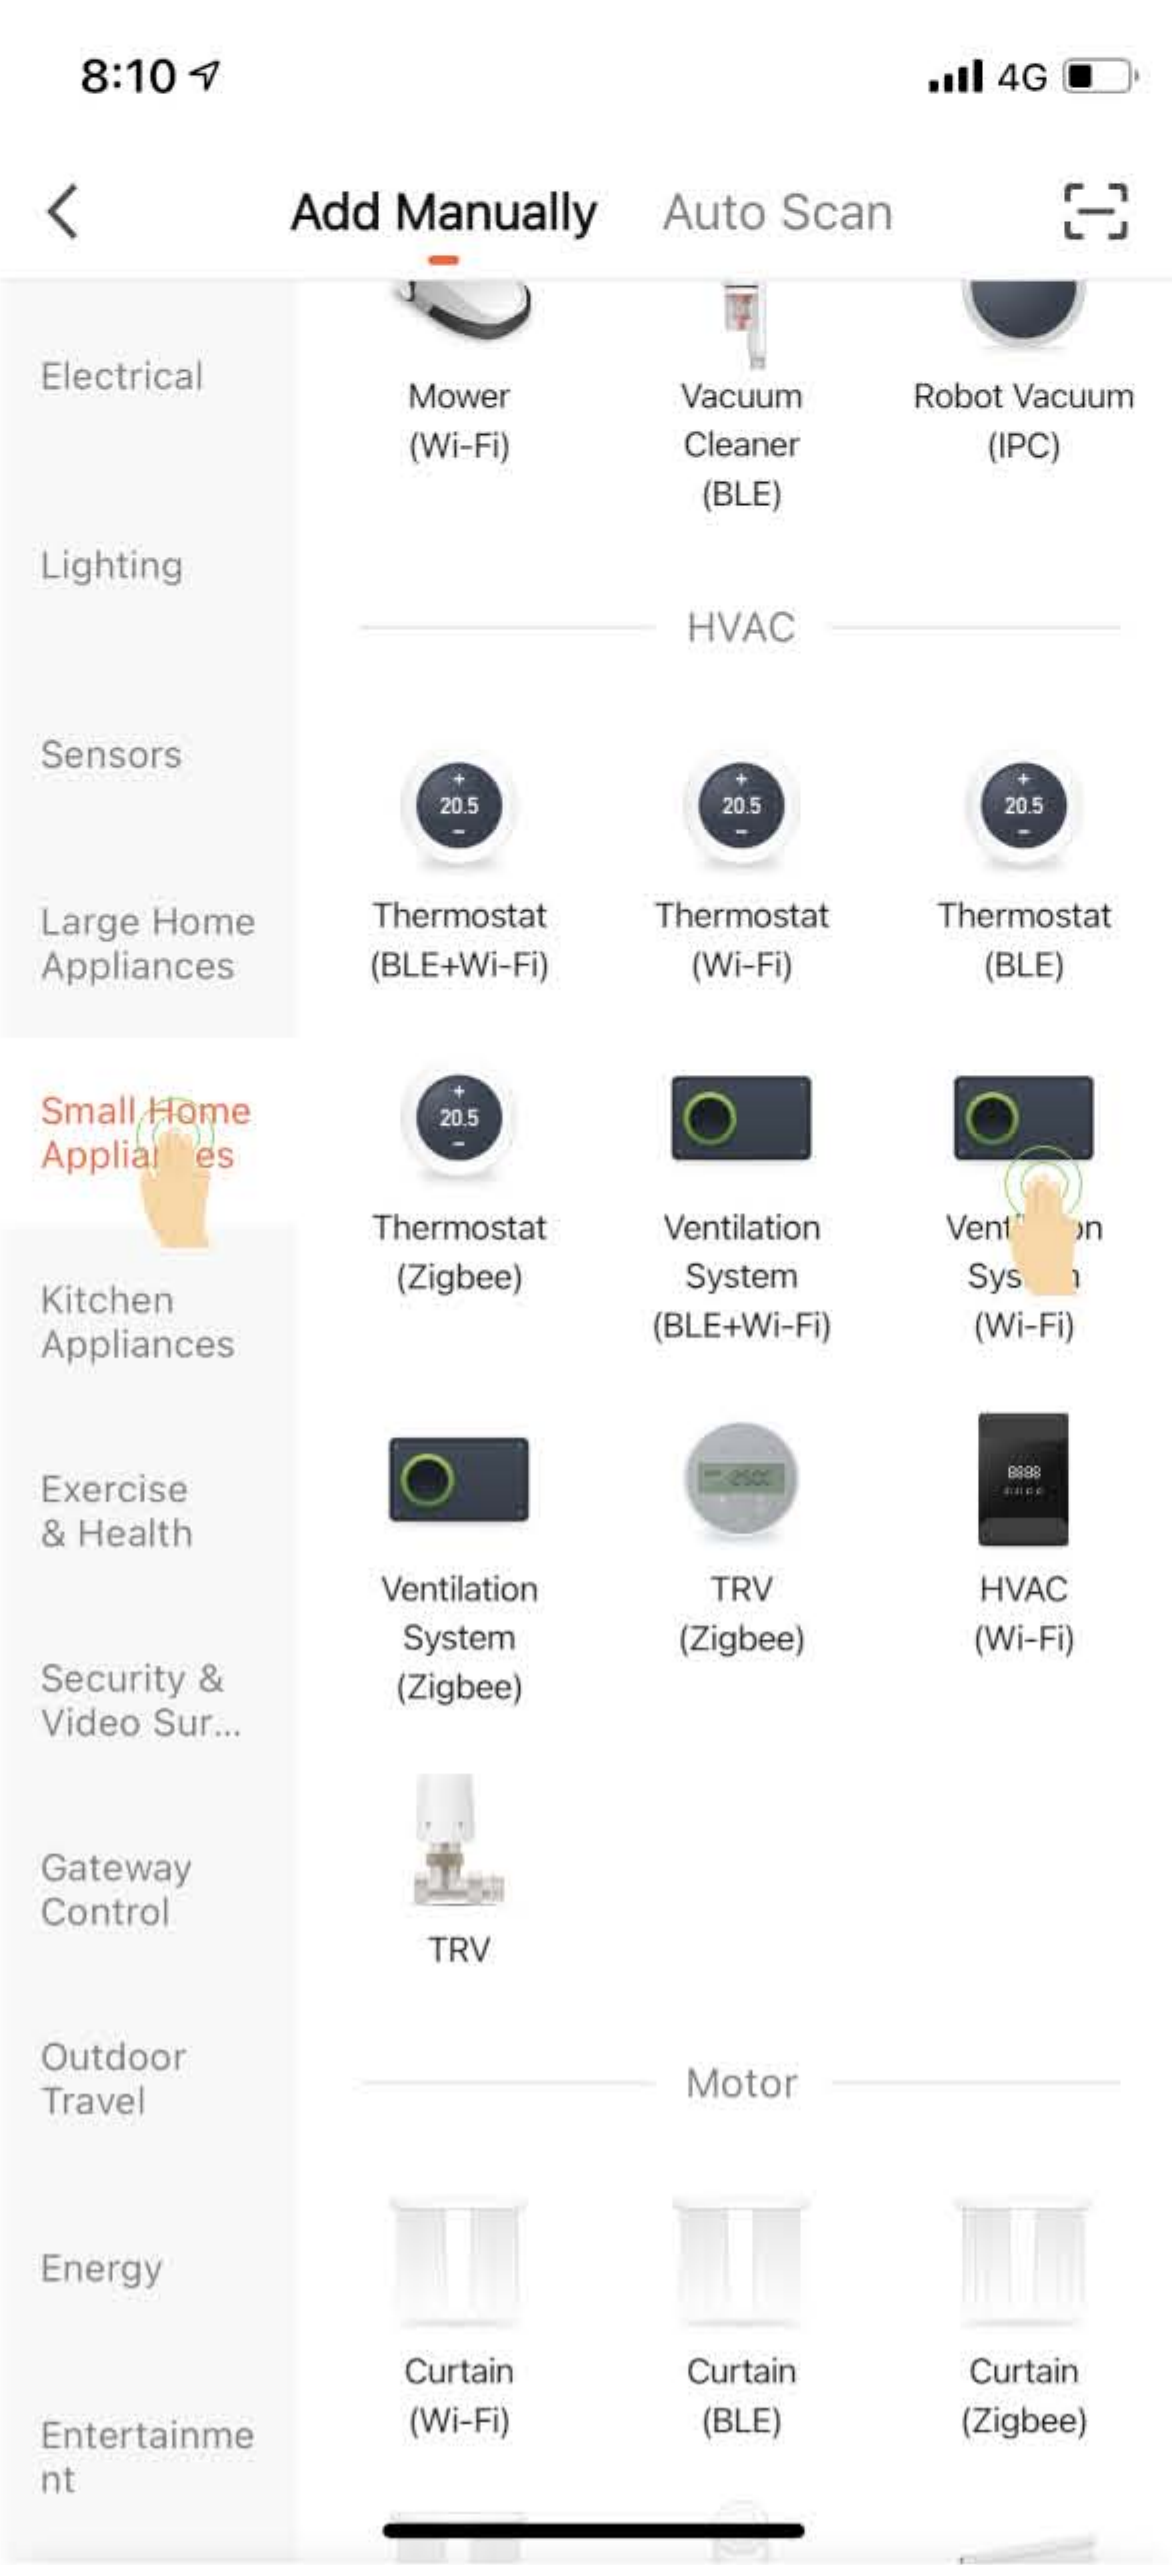 8:10
4G
Add Manually
Auto Scan
Electrical
Lighting
Sensors
Large Home
Appliances
Small Home
Kitchen
Appliances
Exercise
& Health
Security &
Video Sur...
Gateway
Control
Outdoor
Travel
Energy
Entertainme
nt
Mower
(Wi-Fi)
Vacuum
Cleaner
(BLE)
Robot Vacuum
(IPC)
HVAC
+
20.5
−
Thermostat
(BLE+Wi-Fi)
+
20.5
−
Thermostat
(Wi-Fi)
+
20.5
−
Thermostat
(BLE)
+
20.5
−
Thermostat
(Zigbee)
Ventilation
System
(BLE+Wi-Fi)
(Wi-Fi)
Ventilation
System
(Zigbee)
TRV
(Zigbee)
8888
HVAC
(Wi-Fi)
TRV
Motor
Curtain
(Wi-Fi)
Curtain
(BLE)
Curtain
(Zigbee)